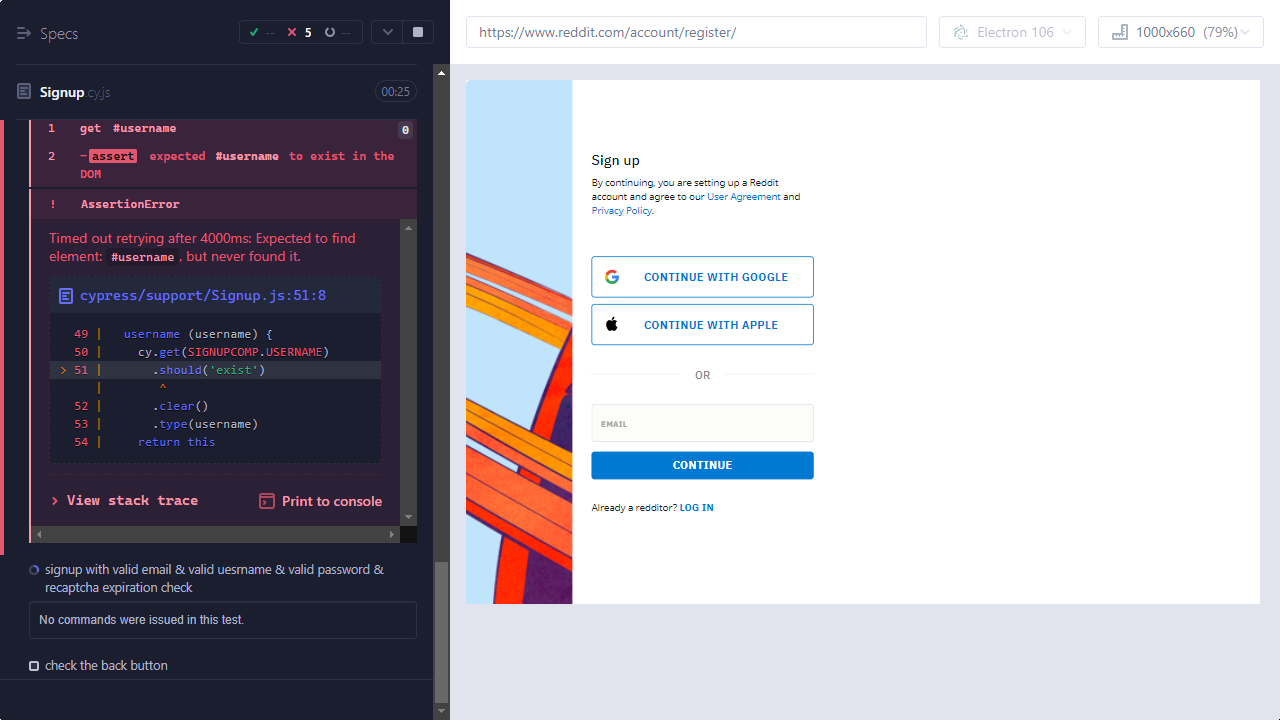 Specs
-- 5 --
Signup.cy.js 00:25
1 get #username 0
2 -assert expected #username to exist in the
DOM
! AssertionError
Timed out retrying after 4000ms: Expected to find
element: #username, but never found it.
cypress/support/Signup.js:51:8
49 | username (username) {
50 | cy.get(SIGNUPCOMP.USERNAME)
> 51 | .should('exist')
| ^
52 | .clear()
53 | .type(username)
54 | return this
> View stack trace
Print to console
signup with valid email & valid uesrname & valid password &
recaptcha expiration check
No commands were issued in this test.
check the back button
https://www.reddit.com/account/register/
Electron 106
1000x660 (79%)
Sign up
By continuing, you are setting up a Reddit
account and agree to our User Agreement and
Privacy Policy.
CONTINUE WITH GOOGLE
CONTINUE WITH APPLE
OR
EMAIL
CONTINUE
Already a redditor? LOG IN